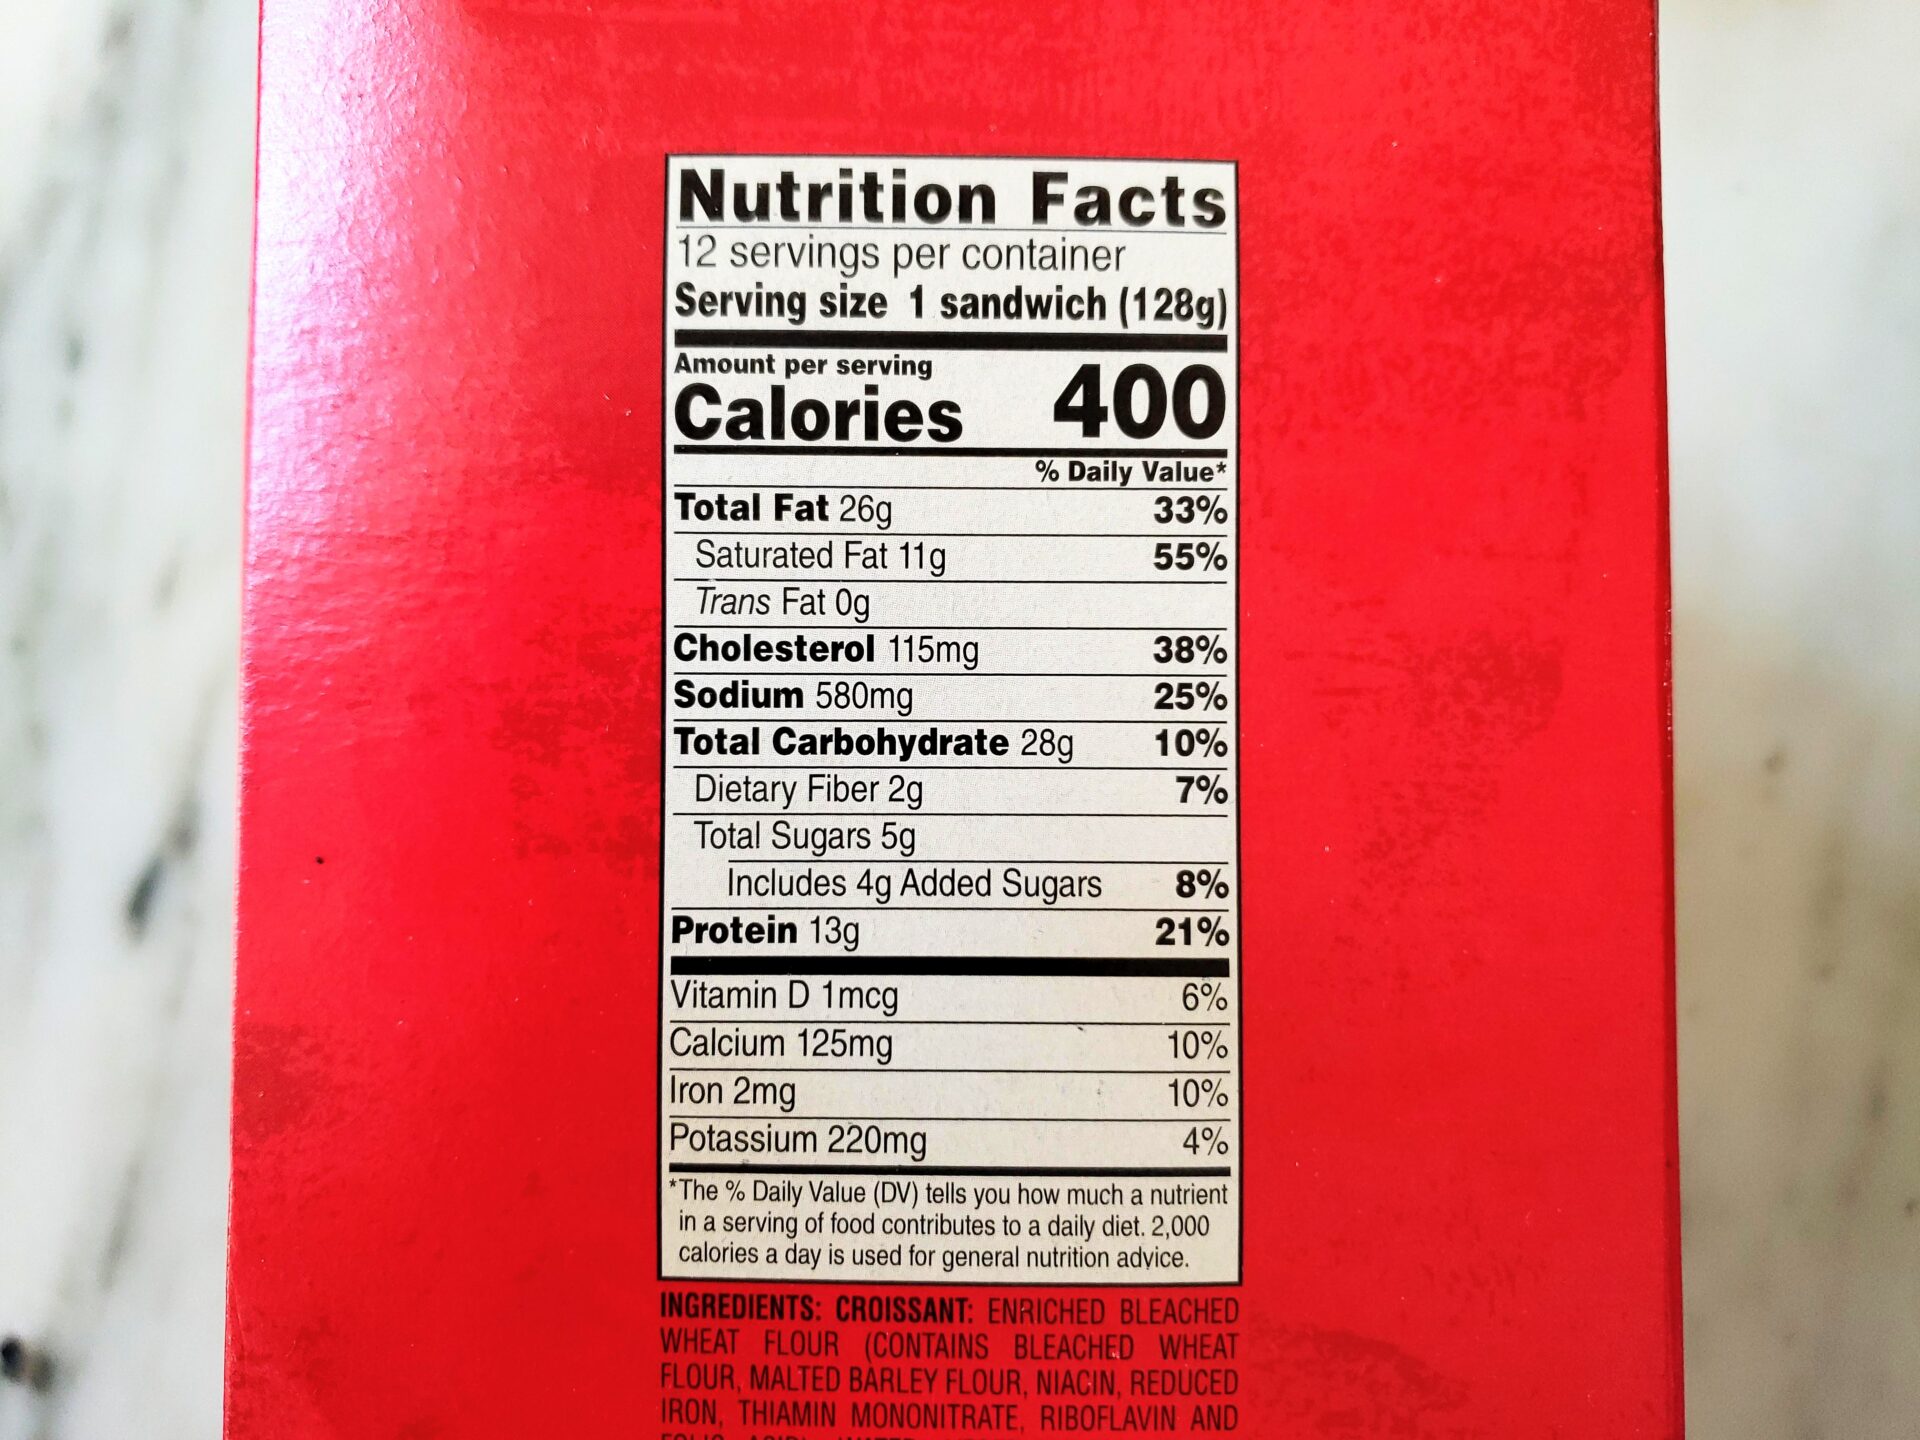 Nutrition Facts
12 servings per container
Serving size 1 sandwich (128g)
Amount per serving
Calories 400
% Daily Value*
Total Fat 26g 33%
Saturated Fat 11g 55%
Trans Fat 0g
Cholesterol 115mg 38%
Sodium 580mg 25%
Total Carbohydrate 28g 10%
Dietary Fiber 2g 7%
Total Sugars 5g
Includes 4g Added Sugars 8%
Protein 13g 21%
Vitamin D 1mcg 6%
Calcium 125mg 10%
Iron 2mg 10%
Potassium 220mg 4%
*The % Daily Value (DV) tells you how much a nutrient
in a serving of food contributes to a daily diet. 2,000
calories a day is used for general nutrition advice.
INGREDIENTS: CROISSANT: ENRICHED BLEACHED
WHEAT FLOUR (CONTAINS BLEACHED WHEAT
FLOUR, MALTED BARLEY FLOUR, NIACIN, REDUCED
IRON, THIAMIN MONONITRATE, RIBOFLAVIN AND